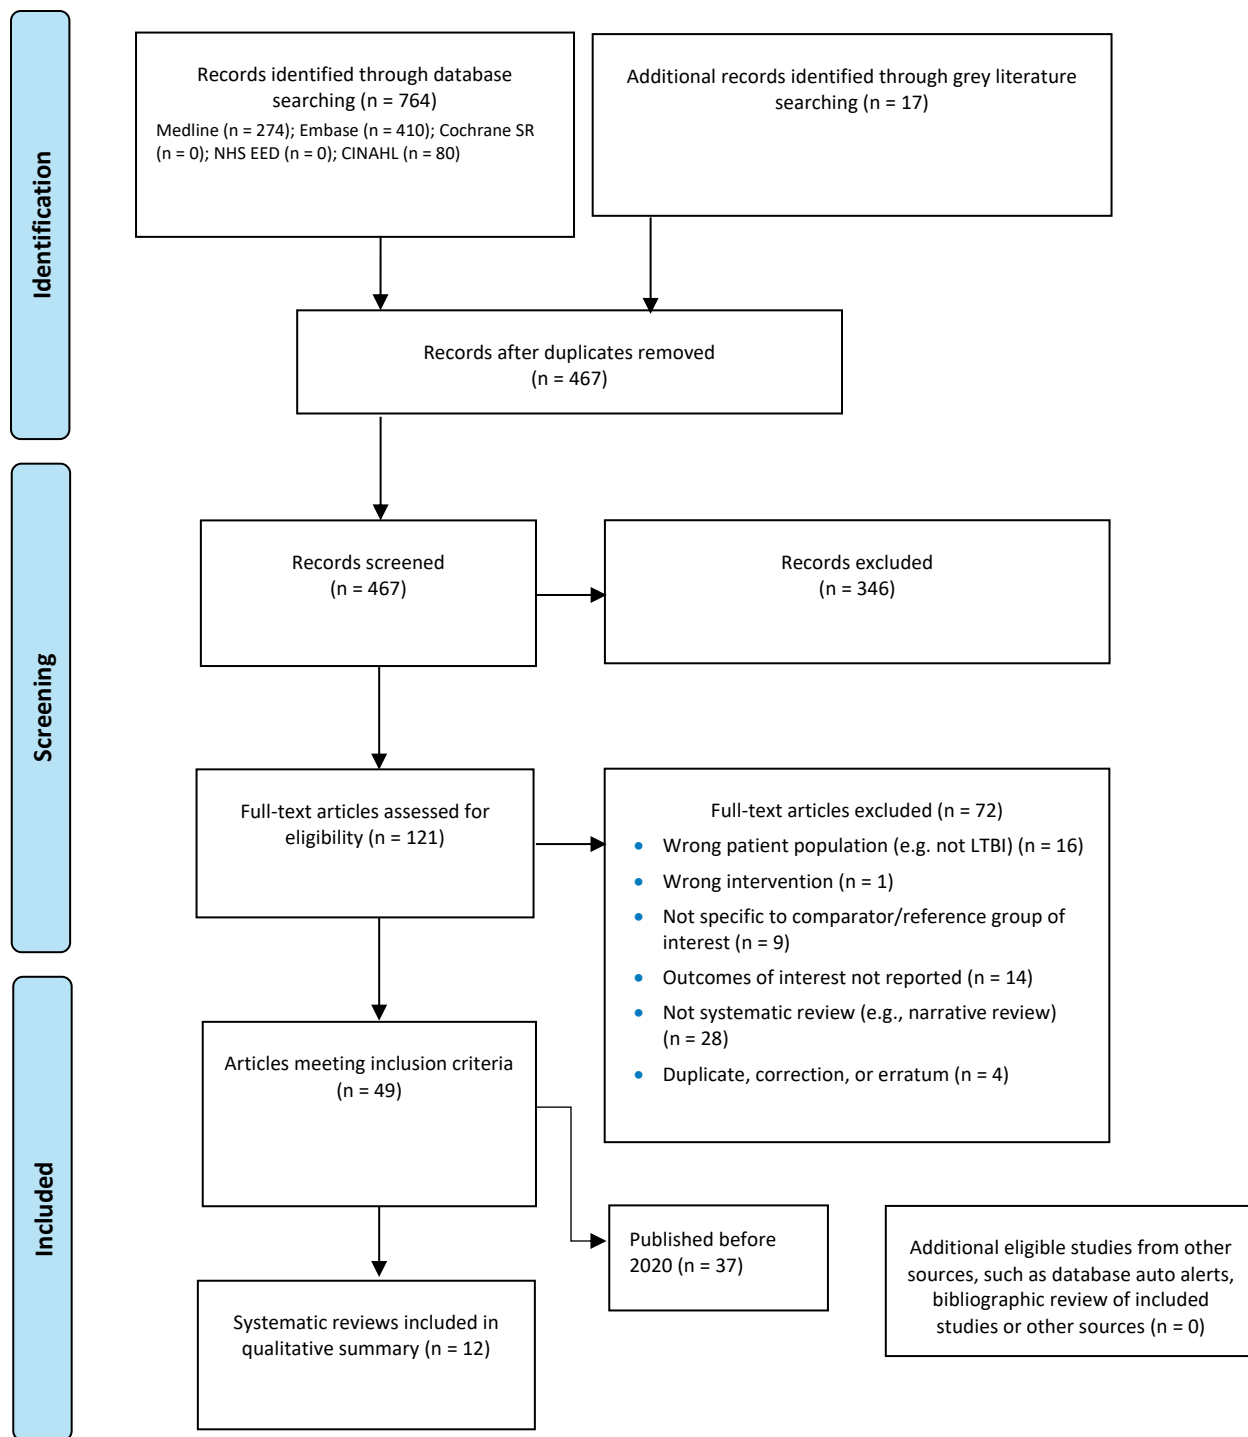 Identification
Records identified through database
searching (n = 764)
Medline (n = 274); Embase (n = 410); Cochrane SR
(n = 0); NHS EED (n = 0); CINAHL (n = 80)
Additional records identified through grey literature
searching (n = 17)
Records after duplicates removed
(n = 467)
Screening
Records screened
(n = 467)
Records excluded
(n = 346)
Full-text articles assessed for
eligibility (n = 121)
Full-text articles excluded (n = 72)
• Wrong patient population (e.g. not LTBI) (n = 16)
• Wrong intervention (n = 1)
• Not specific to comparator/reference group of
interest (n = 9)
• Outcomes of interest not reported (n = 14)
• Not systematic review (e.g., narrative review)
(n = 28)
• Duplicate, correction, or erratum (n = 4)
Included
Articles meeting inclusion criteria
(n = 49)
Published before
2020 (n = 37)
Additional eligible studies from other
sources, such as database auto alerts,
bibliographic review of included
studies or other sources (n = 0)
Systematic reviews included in
qualitative summary (n = 12)